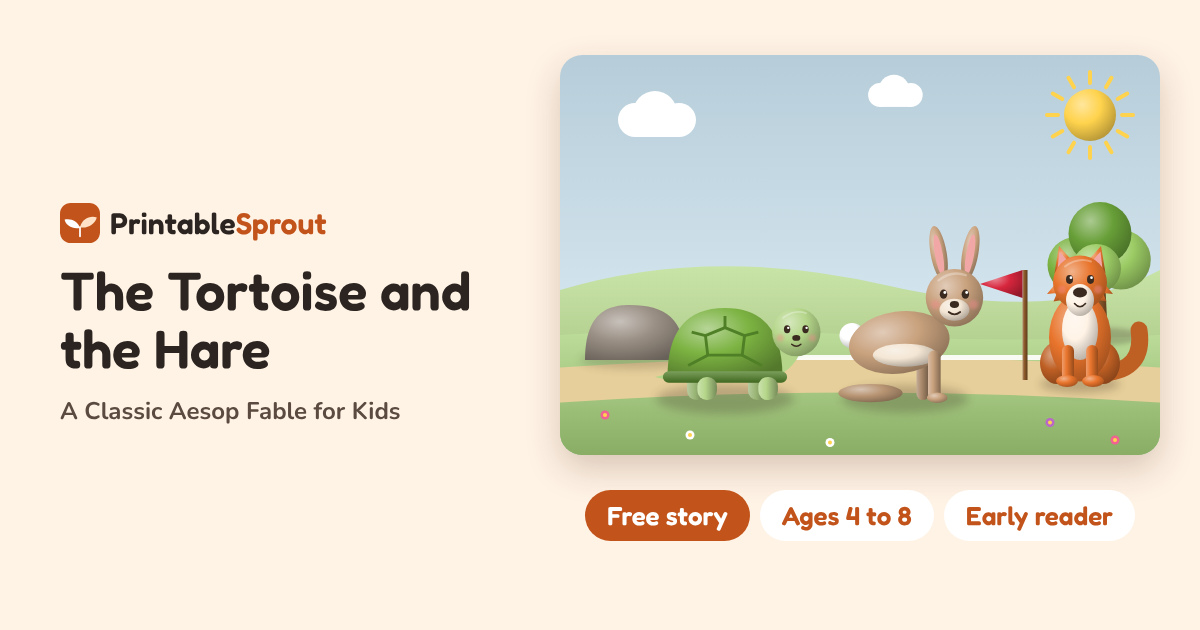 PrintableSprout
The Tortoise and
the Hare
A Classic Aesop Fable for Kids
Free story
Ages 4 to 8
Early reader